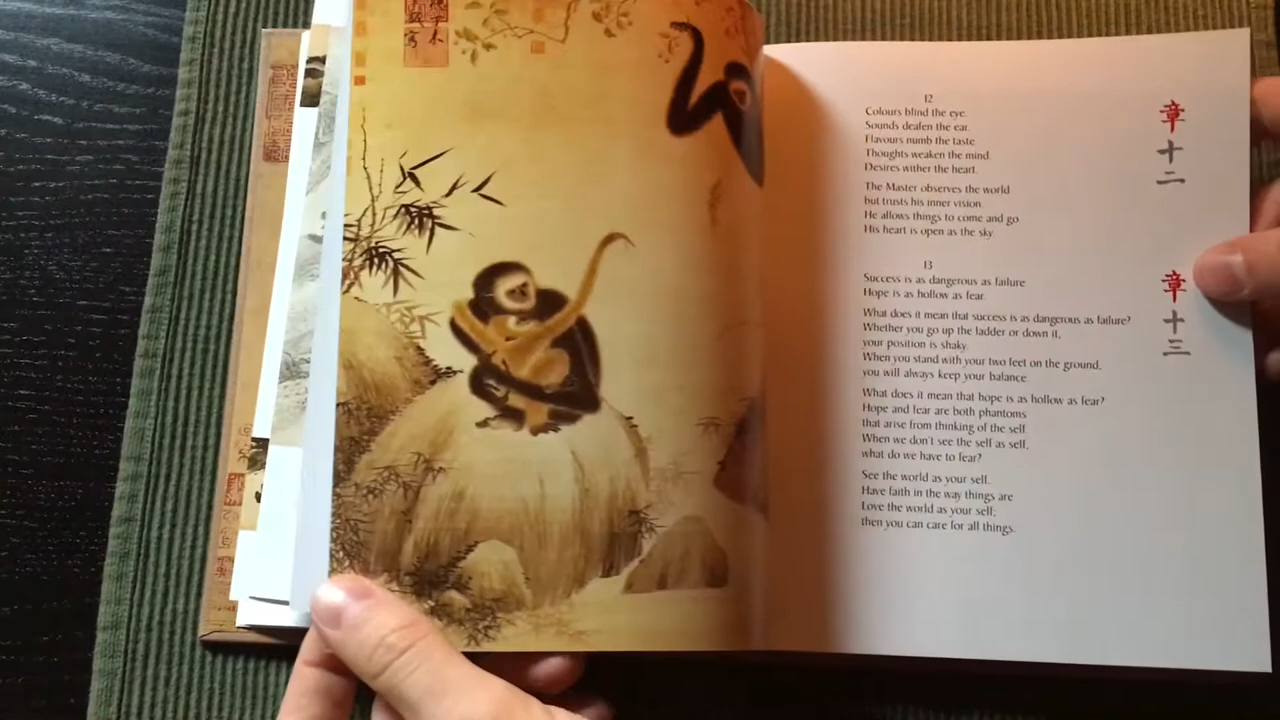 12
Colours blind the eye.
Sounds deafen the ear.
Flavours numb the taste.
Thoughts weaken the mind.
Desires wither the heart.
The Master observes the world
but trusts his inner vision.
He allows things to come and go.
His heart is open as the sky.
章十二
13
Success is as dangerous as failure.
Hope is as hollow as fear.
What does it mean that success is as dangerous as failure?
Whether you go up the ladder or down it,
your position is shaky.
When you stand with your two feet on the ground,
you will always keep your balance.
What does it mean that hope is as hollow as fear?
Hope and fear are both phantoms
that arise from thinking of the self.
When we don't see the self as self,
what do we have to fear?
See the world as your self.
Have faith in the way things are.
Love the world as your self;
then you can care for all things.
章十三